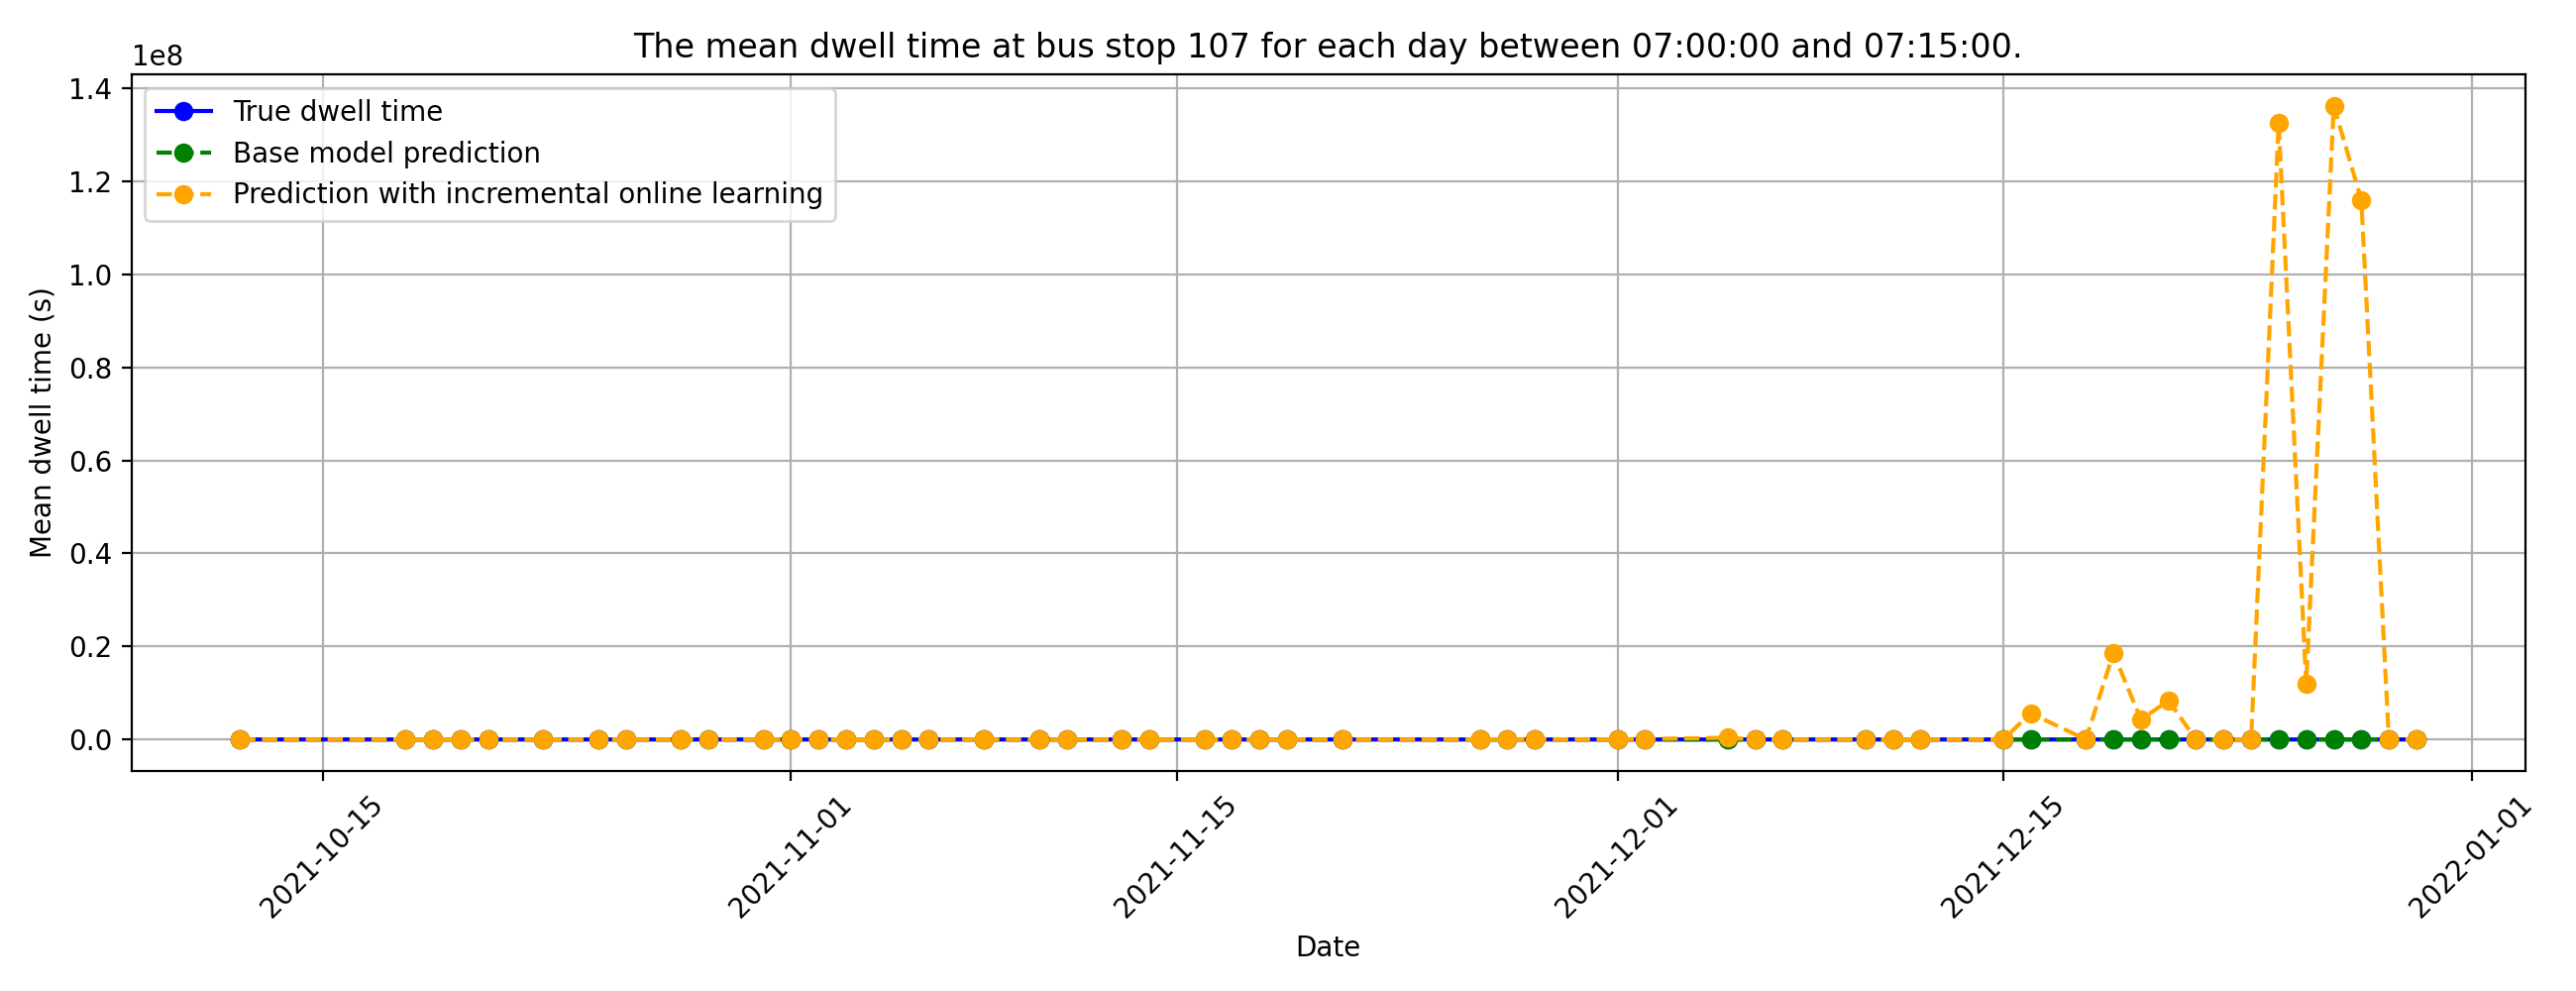 The mean dwell time at bus stop 107 for each day between 07:00:00 and 07:15:00.
1e8
1.4
1.2
1.0
0.8
0.6
0.4
0.2
0.0
Mean dwell time (s)
True dwell time
Base model prediction
Prediction with incremental online learning
2021-10-15
2021-11-01
2021-11-15
2021-12-01
2021-12-15
2022-01-01
Date